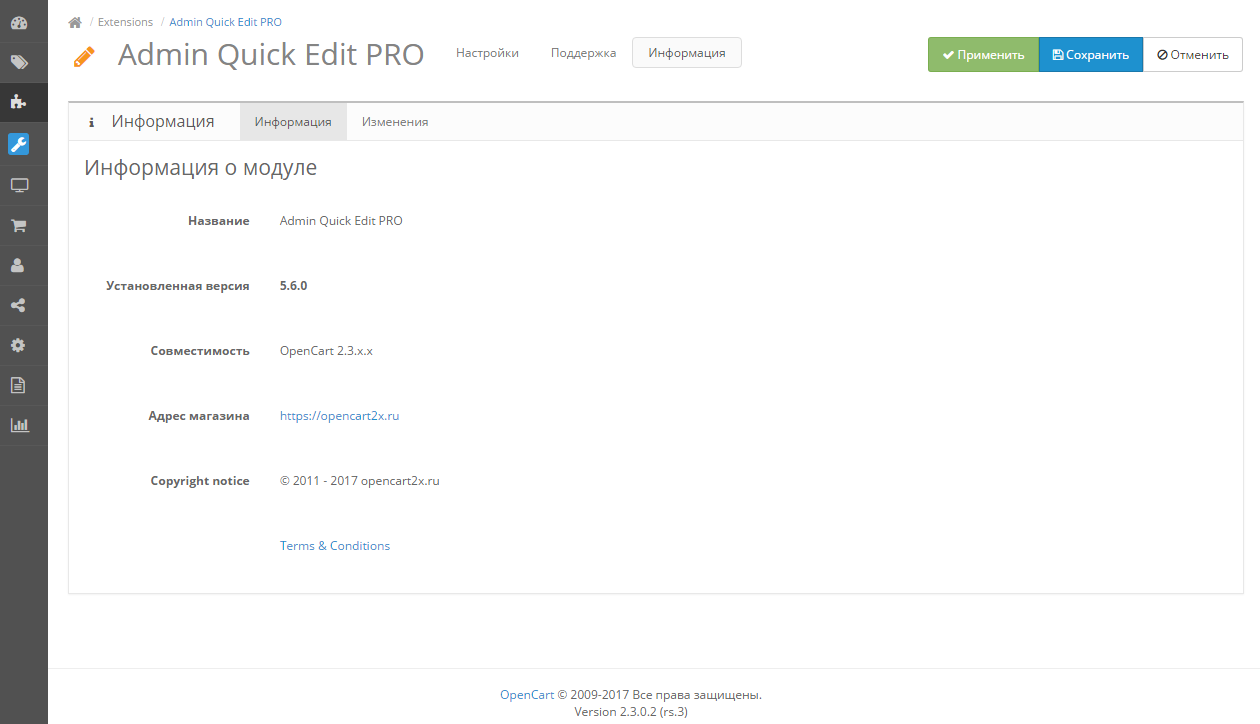 / Extensions / Admin Quick Edit PRO
Admin Quick Edit PRO Настройки Поддержка Информация Применить Сохранить Отменить
Информация Информация Изменения
Информация о модуле
Название Admin Quick Edit PRO
Установленная версия 5.6.0
Совместимость OpenCart 2.3.x.x
Адрес магазина https://opencart2x.ru
Copyright notice © 2011 - 2017 opencart2x.ru
Terms & Conditions
OpenCart © 2009-2017 Все права защищены.
Version 2.3.0.2 (rs.3)